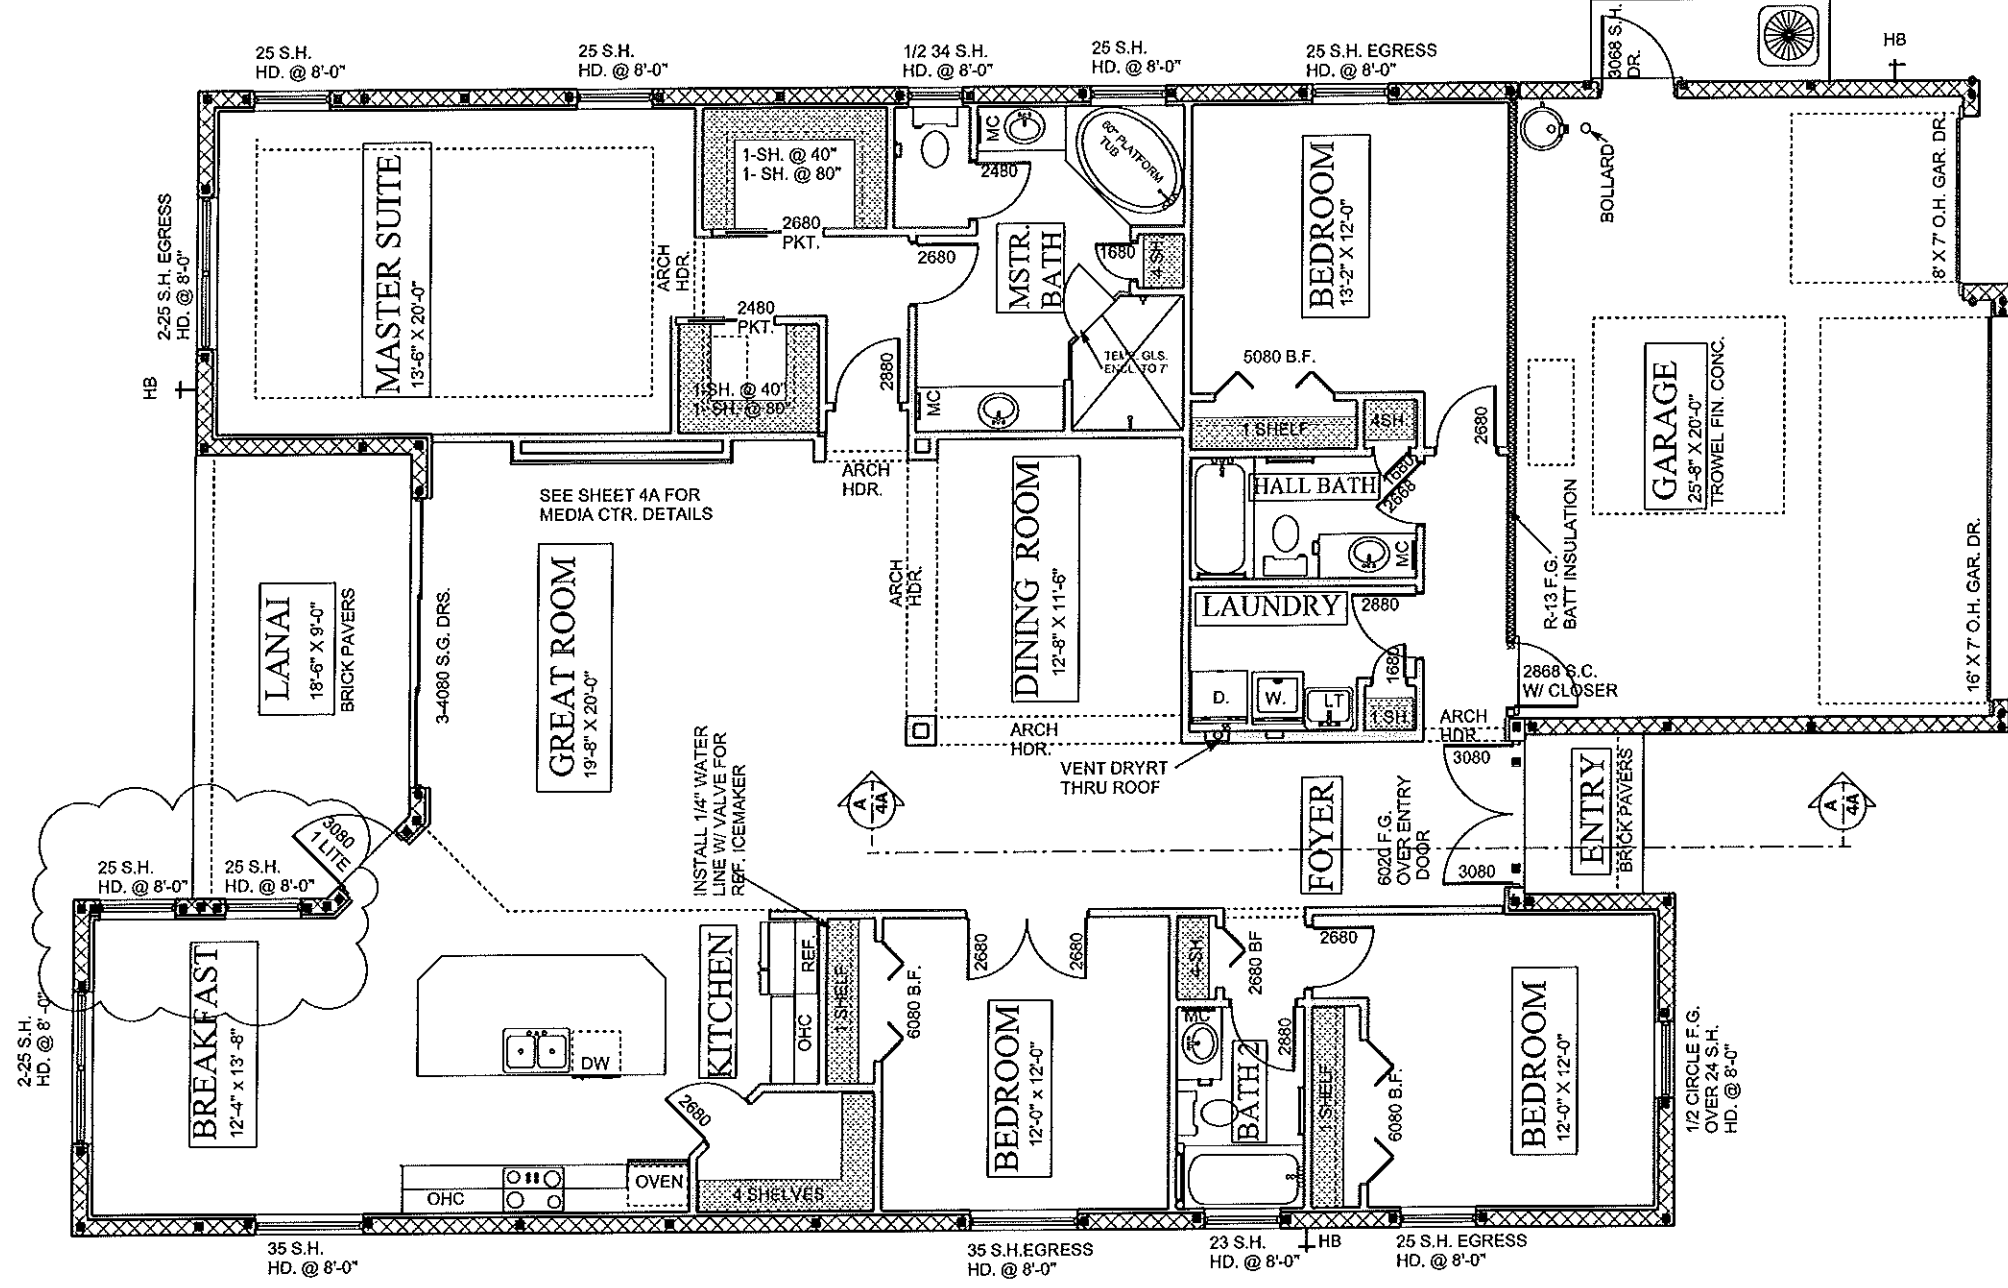 25 S.H.
HD. @ 8'-0"
25 S.H.
HD. @ 8'-0"
1/2 34 S.H.
HD. @ 8'-0"
25 S.H.
HD. @ 8'-0"
25 S.H. EGRESS
HD. @ 8'-0"
3068 S.H.
DR.
HB
2-25 S.H. EGRESS
HD. @ 8'-0"
HB
MASTER SUITE
13'-6" X 20'-0"
1-SH. @ 40"
1- SH. @ 80"
2680
PKT.
ARCH
HDR.
2480
PKT.
1-SH. @ 40"
1-SH. @ 80"
2880
MC
2480
60" PLATFORM
TUB
2680
MSTR.
BATH
1680
4 SH
TEMP. GLS.
ENCL. TO 7'
MC
BEDROOM
13'-2" X 12'-0"
5080 B.F.
1 SHELF
4SH
2680
BOLLARD
8' X 7' O.H. GAR. DR.
GARAGE
25'-8" X 20'-0"
TROWEL FIN. CONC.
16' X 7' O.H. GAR. DR.
R-13 F.G.
BATT INSULATION
2868 S.C.
W/ CLOSER
HALL BATH
1680
2668
MC
LAUNDRY
2880
1680
D.
W.
LT
1 SH
ARCH
HDR.
VENT DRYRT
THRU ROOF
ARCH
HDR.
ARCH
HDR.
DINING ROOM
12'-8" X 11'-6"
ARCH
HDR.
SEE SHEET 4A FOR
MEDIA CTR. DETAILS
GREAT ROOM
19'-8" X 20'-0"
3-4080 S.G. DRS.
LANAI
18'-6" X 9'-0"
BRICK PAVERS
3080
1 LITE
25 S.H.
HD. @ 8'-0"
25 S.H.
HD. @ 8'-0"
2-25 S.H.
HD. @ 8'-0"
BREAKFAST
12'-4" x 13'-8"
INSTALL 1/4" WATER
LINE W/ VALVE FOR
REF. ICEMAKER
A
4A
FOYER
6020 F.G.
OVER ENTRY
DOOR
3080
3080
ENTRY
BRICK PAVERS
A
4A
KITCHEN
REF.
OHC
1 SHELF
6080 B.F.
DW
2680
OHC
OVEN
4 SHELVES
2680
2680
BEDROOM
12'-0" x 12'-0"
4-SH.
2680 BF
2680
MC
2880
BATH 2
1 SHELF
6080 B.F.
BEDROOM
12'-0" X 12'-0"
1/2 CIRCLE F.G.
OVER 24 S.H.
HD. @ 8'-0"
35 S.H.
HD. @ 8'-0"
35 S.H.EGRESS
HD. @ 8'-0"
23 S.H.
HD. @ 8'-0"
HB
25 S.H. EGRESS
HD. @ 8'-0"